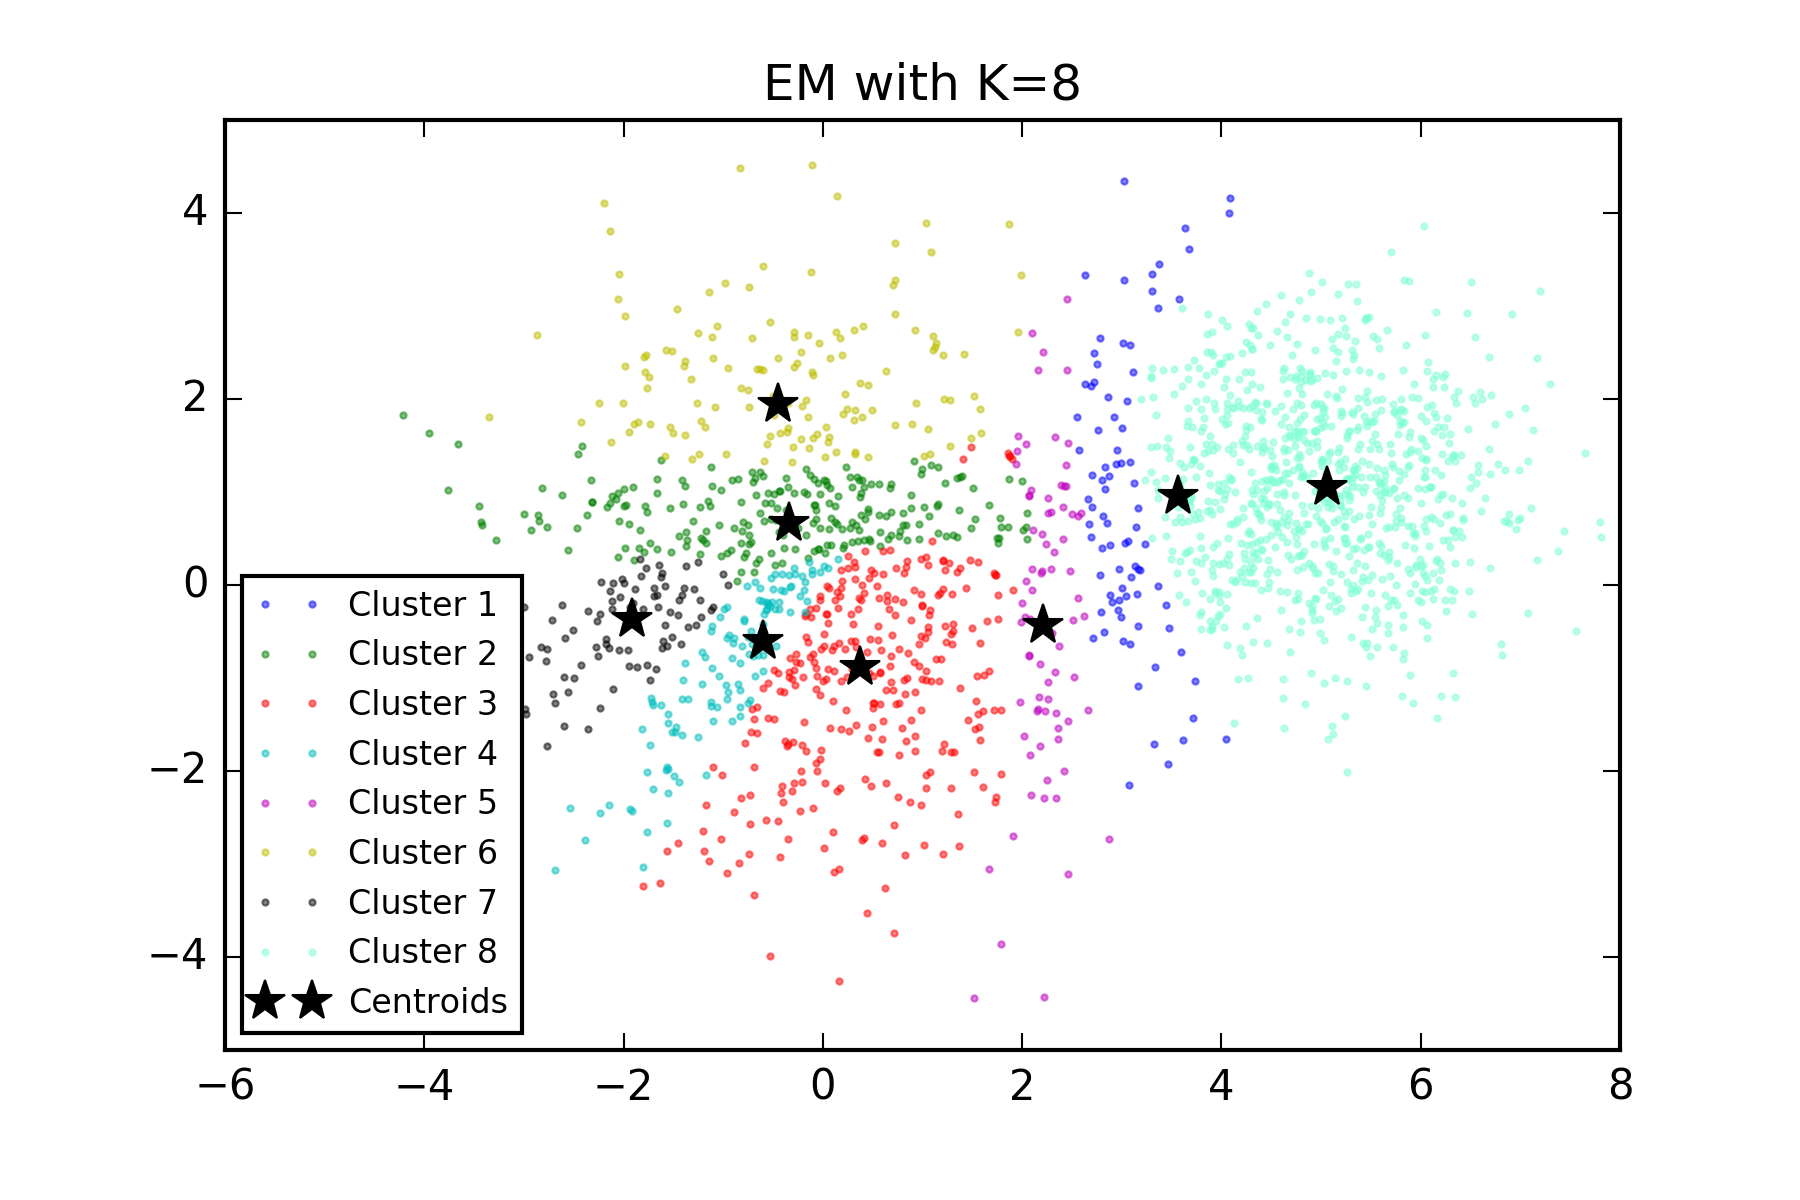 EM with K=8
4
2
0
−2
−4
Cluster 1
Cluster 2
Cluster 3
Cluster 4
Cluster 5
Cluster 6
Cluster 7
Cluster 8
Centroids
−6 −4 −2 0 2 4 6 8